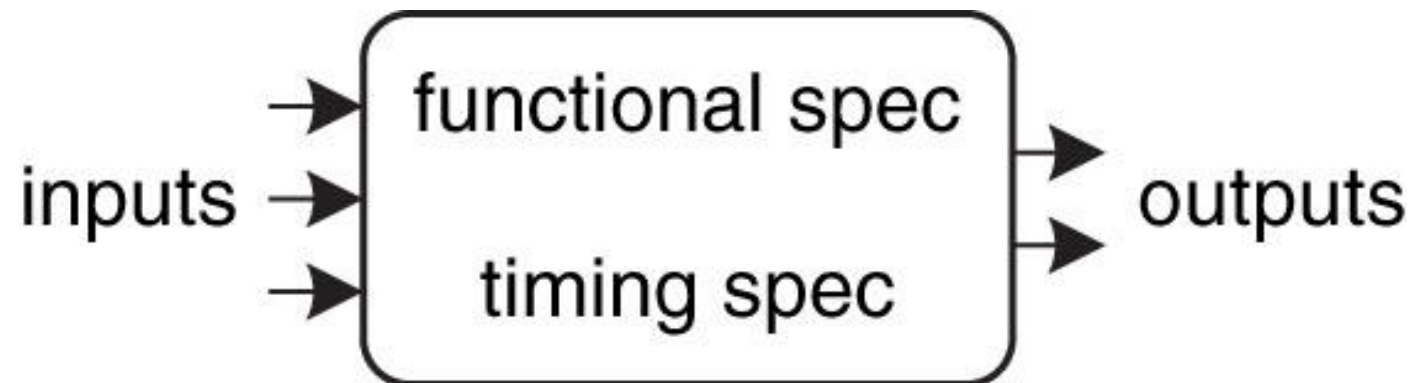 functional spec
inputs
outputs
timing spec